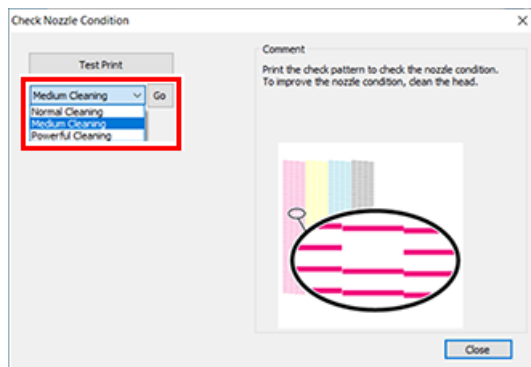 Check Nozzle Condition
Test Print
Medium Cleaning
Go
Normal Cleaning
Medium Cleaning
Powerful Cleaning
Comment
Print the check pattern to check the nozzle condition.
To improve the nozzle condition, clean the head.
Close